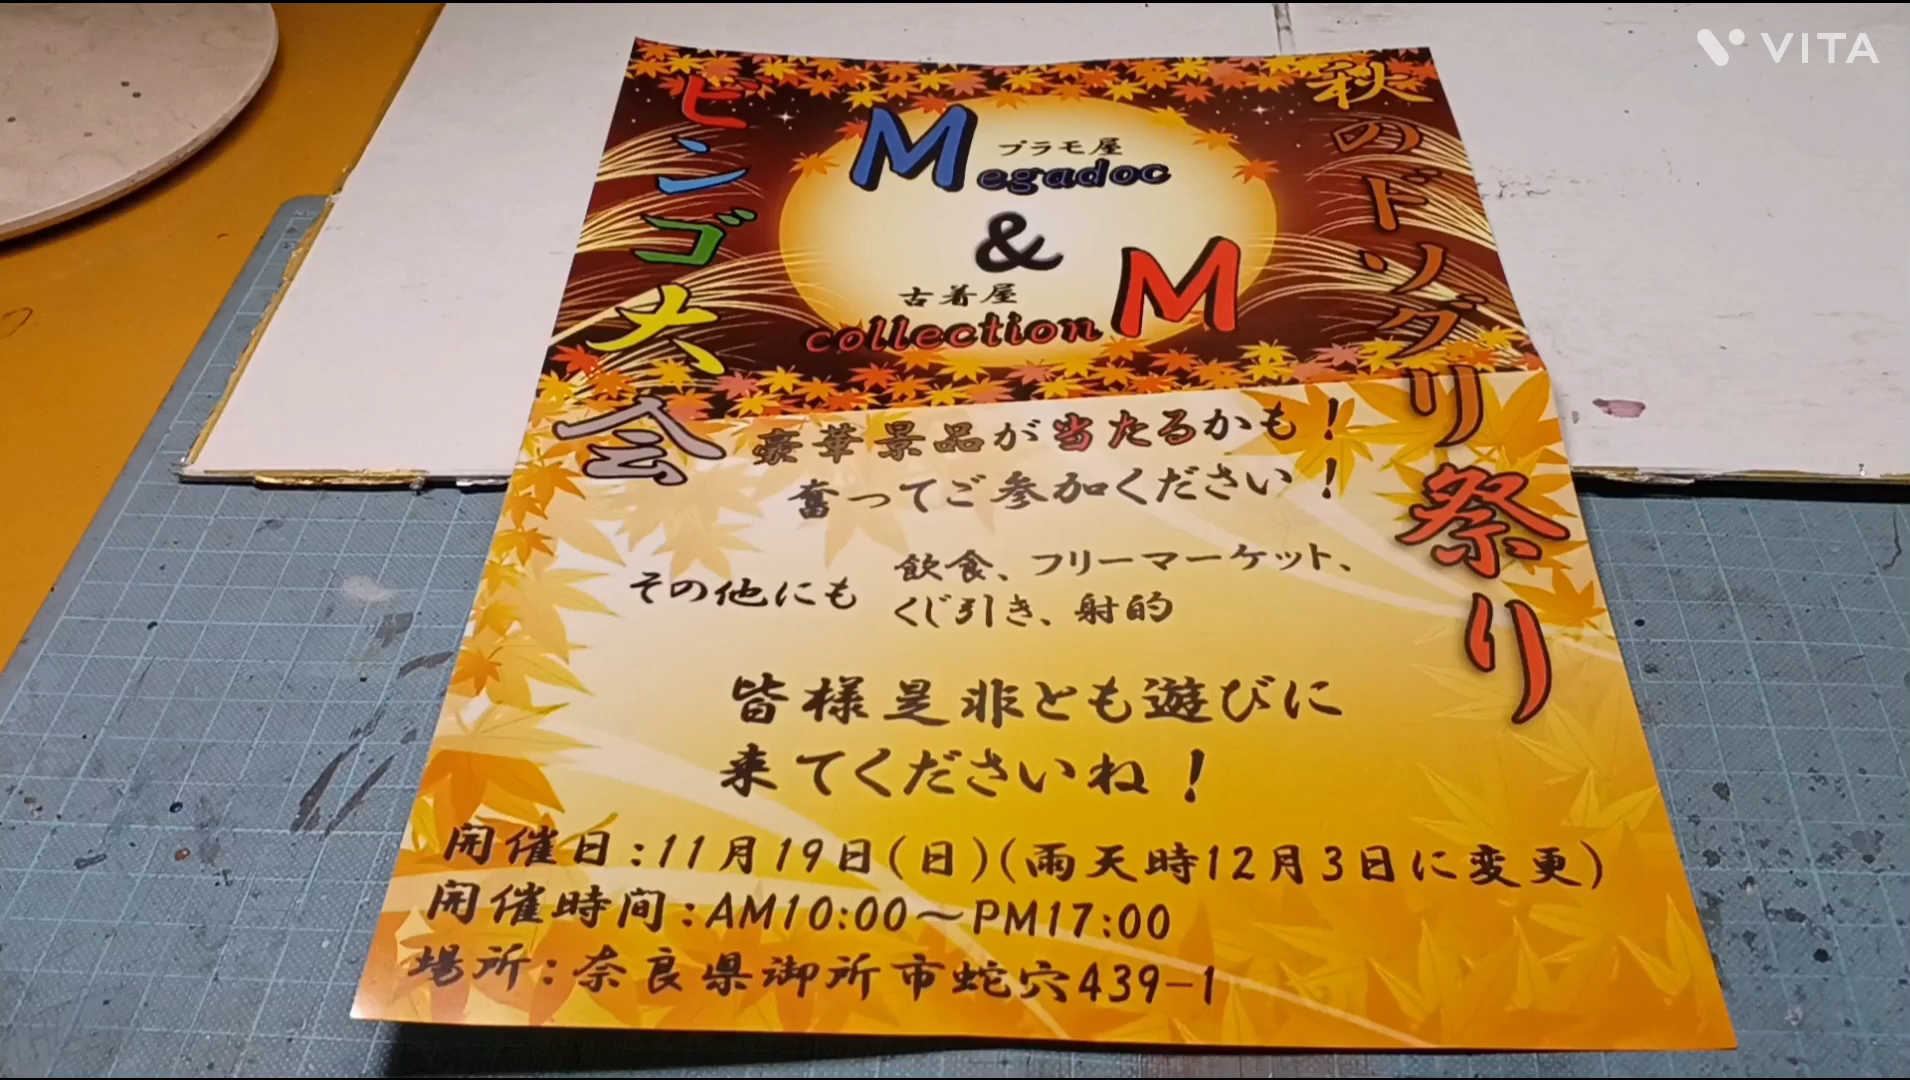 VITA
秋のドングリ祭り
ビンゴ大会
プラモ屋
Megadoc
&
古着屋
collection M
豪華景品が当たるかも!
奮ってご参加ください!
その他にも
飲食、フリーマーケット、
くじ引き、射的
皆様是非とも遊びに
来てくださいね!
開催日:11月19日(日)(雨天時12月3日に変更)
開催時間:AM10:00～PM17:00
場所:奈良県御所市蛇穴439-1